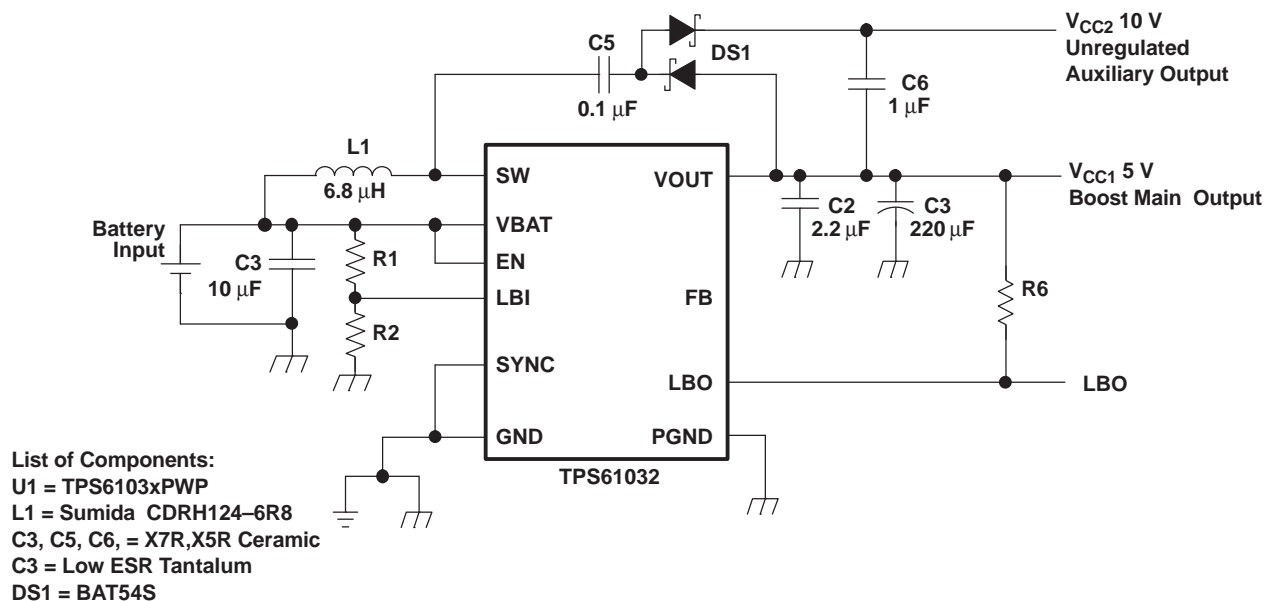 VCC2 10 V
Unregulated
Auxiliary Output
C5
DS1
0.1 µF
C6
1 µF
L1
6.8 µH
SW
VOUT
VCC1 5 V
Boost Main Output
Battery
Input
VBAT
C2
2.2 µF
C3
220 µF
C3
10 µF
R1
EN
LBI
FB
R6
R2
SYNC
LBO
LBO
GND
PGND
TPS61032
List of Components:
U1 = TPS6103xPWP
L1 = Sumida CDRH124–6R8
C3, C5, C6, = X7R,X5R Ceramic
C3 = Low ESR Tantalum
DS1 = BAT54S